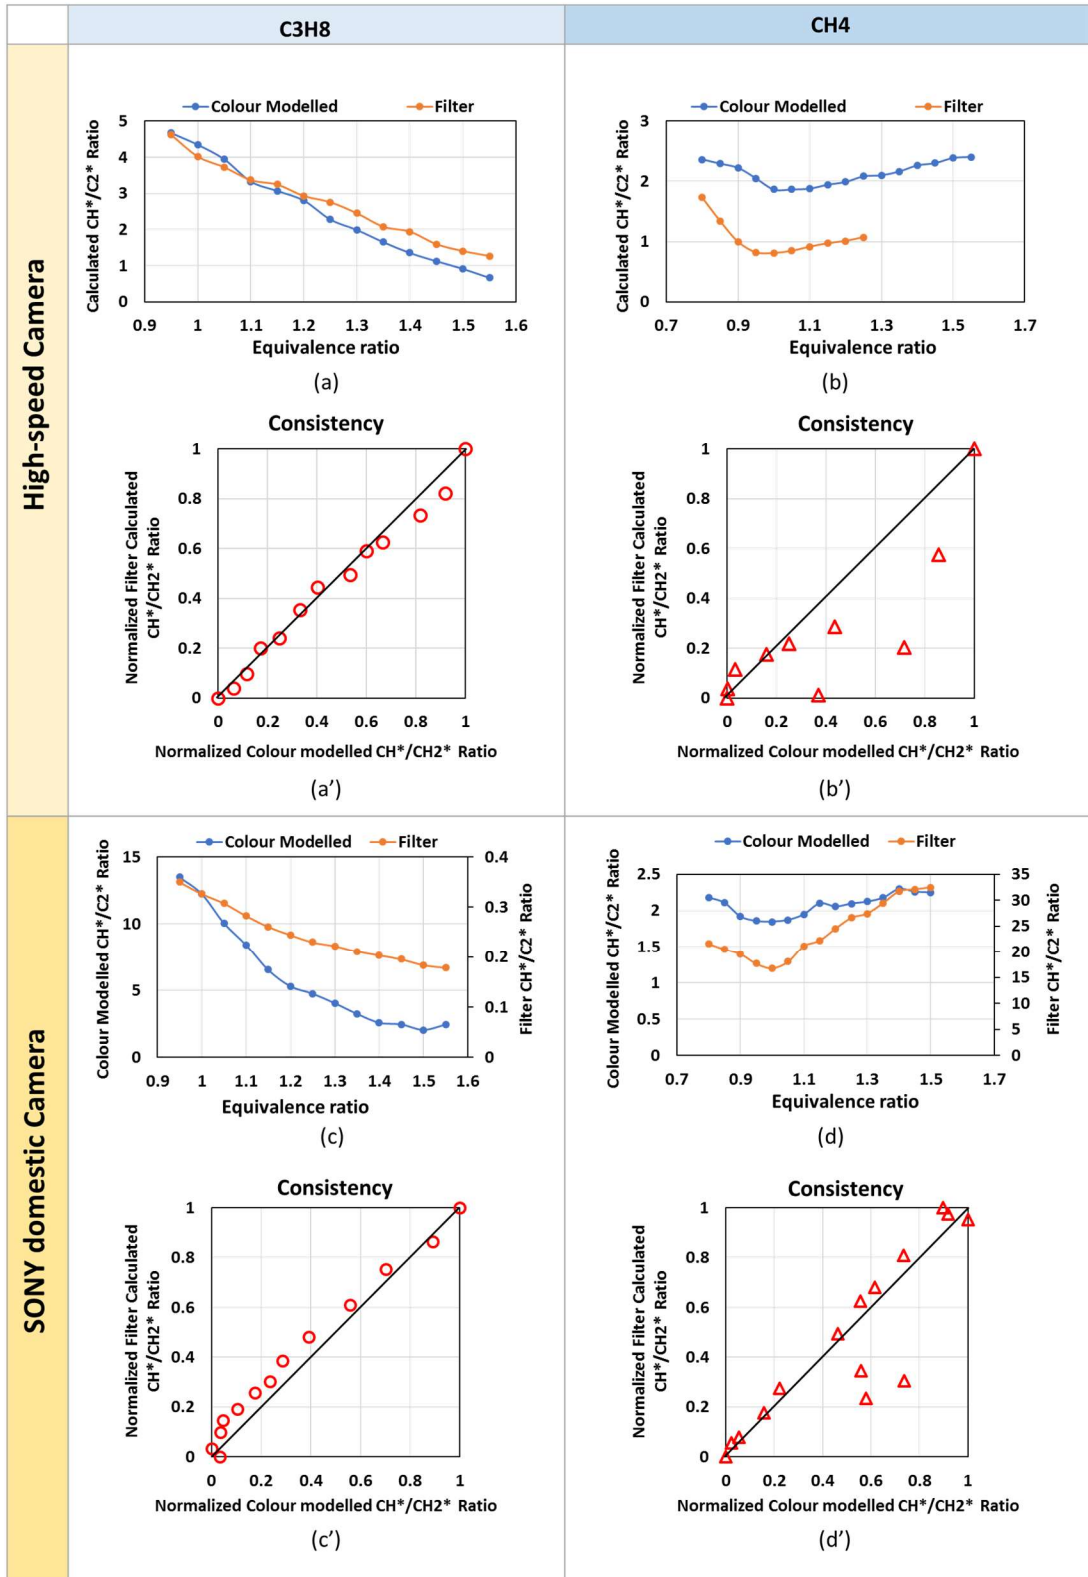 C3H8
CH4
High-speed Camera
Colour Modelled Filter
Calculated CH*/C2* Ratio
5
4
3
2
1
0
0.9 1 1.1 1.2 1.3 1.4 1.5 1.6
Equivalence ratio
(a)
Colour Modelled Filter
Calculated CH*/C2* Ratio
3
2
1
0
0.7 0.9 1.1 1.3 1.5 1.7
Equivalence ratio
(b)
Consistency
Normalized Filter Calculated
CH*/CH2* Ratio
1
0.8
0.6
0.4
0.2
0
0 0.2 0.4 0.6 0.8 1
Normalized Colour modelled CH*/CH2* Ratio
(a')
Consistency
Normalized Filter Calculated
CH*/CH2* Ratio
1
0.8
0.6
0.4
0.2
0
0 0.2 0.4 0.6 0.8 1
Normalized Colour modelled CH*/CH2* Ratio
(b')
SONY domestic Camera
Colour Modelled Filter
Colour Modelled CH*/C2* Ratio
15
10
5
0
0.4
0.3
0.2
0.1
0
Filter CH*/C2* Ratio
0.9 1 1.1 1.2 1.3 1.4 1.5 1.6
Equivalence ratio
(c)
Colour Modelled Filter
Colour Modelled CH*/C2* Ratio
2.5
2
1.5
1
0.5
0
35
30
25
20
15
10
5
0
Filter CH*/C2* Ratio
0.7 0.9 1.1 1.3 1.5 1.7
Equivalence ratio
(d)
Consistency
Normalized Filter Calculated
CH*/CH2* Ratio
1
0.8
0.6
0.4
0.2
0
0 0.2 0.4 0.6 0.8 1
Normalized Colour modelled CH*/CH2* Ratio
(c')
Consistency
Normalized Filter Calculated
CH*/CH2* Ratio
1
0.8
0.6
0.4
0.2
0
0 0.2 0.4 0.6 0.8 1
Normalized Colour modelled CH*/CH2* Ratio
(d')